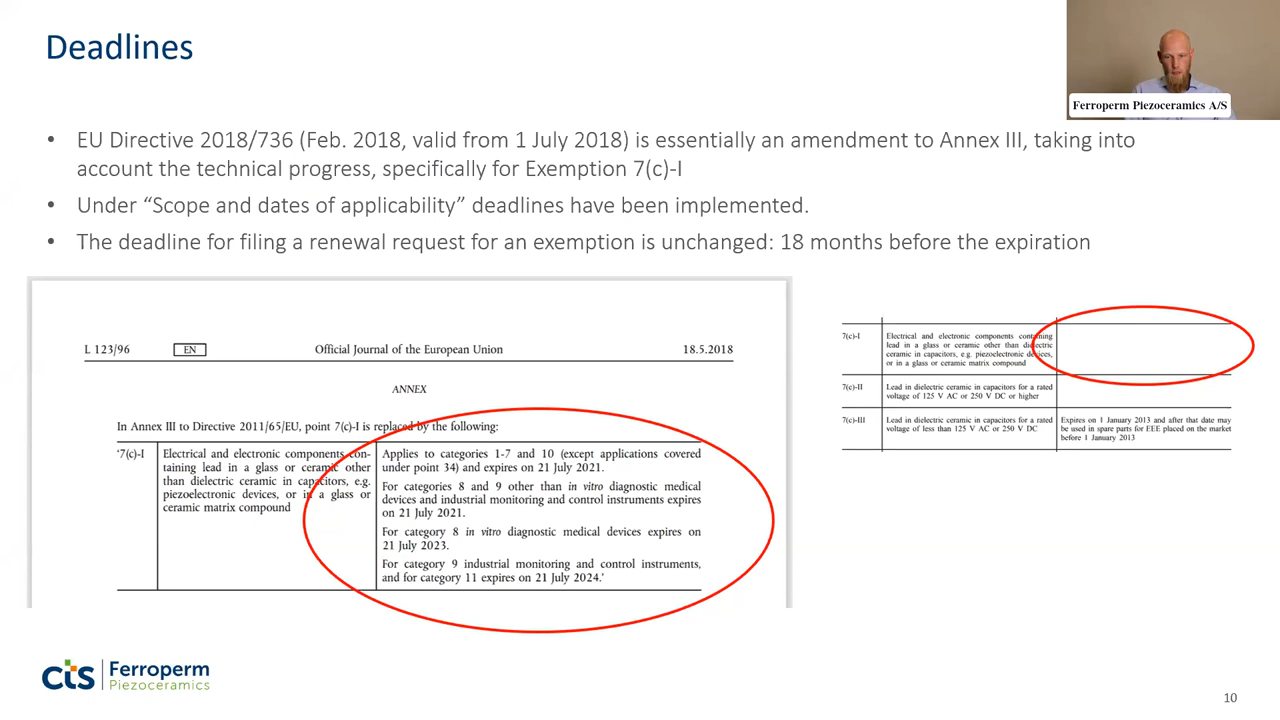 Deadlines
Ferroperm Piezoceramics A/S
• EU Directive 2018/736 (Feb. 2018, valid from 1 July 2018) is essentially an amendment to Annex III, taking into
account the technical progress, specifically for Exemption 7(c)-I
• Under “Scope and dates of applicability” deadlines have been implemented.
• The deadline for filing a renewal request for an exemption is unchanged: 18 months before the expiration
L 123/96 EN Official Journal of the European Union 18.5.2018
ANNEX
In Annex III to Directive 2011/65/EU, point 7(c)-I is replaced by the following:
‘7(c)-I
Electrical and electronic components con-
taining lead in a glass or ceramic other
than dielectric ceramic in capacitors, e.g.
piezoelectronic devices, or in a glass or
ceramic matrix compound
Applies to categories 1-7 and 10 (except applications covered
under point 34) and expires on 21 July 2021.
For categories 8 and 9 other than in vitro diagnostic medical
devices and industrial monitoring and control instruments expires
on 21 July 2021.
For category 8 in vitro diagnostic medical devices expires on
21 July 2023.
For category 9 industrial monitoring and control instruments,
and for category 11 expires on 21 July 2024.’
7(c)-I
Electrical and electronic components containing
lead in a glass or ceramic other than dielectric
ceramic in capacitors, e.g. piezoelectronic devices,
or in a glass or ceramic matrix compound
7(c)-II
Lead in dielectric ceramic in capacitors for a rated
voltage of 125 V AC or 250 V DC or higher
7(c)-III
Lead in dielectric ceramic in capacitors for a rated
voltage of less than 125 V AC or 250 V DC
Expires on 1 January 2013 and after that date may
be used in spare parts for EEE placed on the market
before 1 January 2013
CTS Ferroperm
Piezoceramics
10